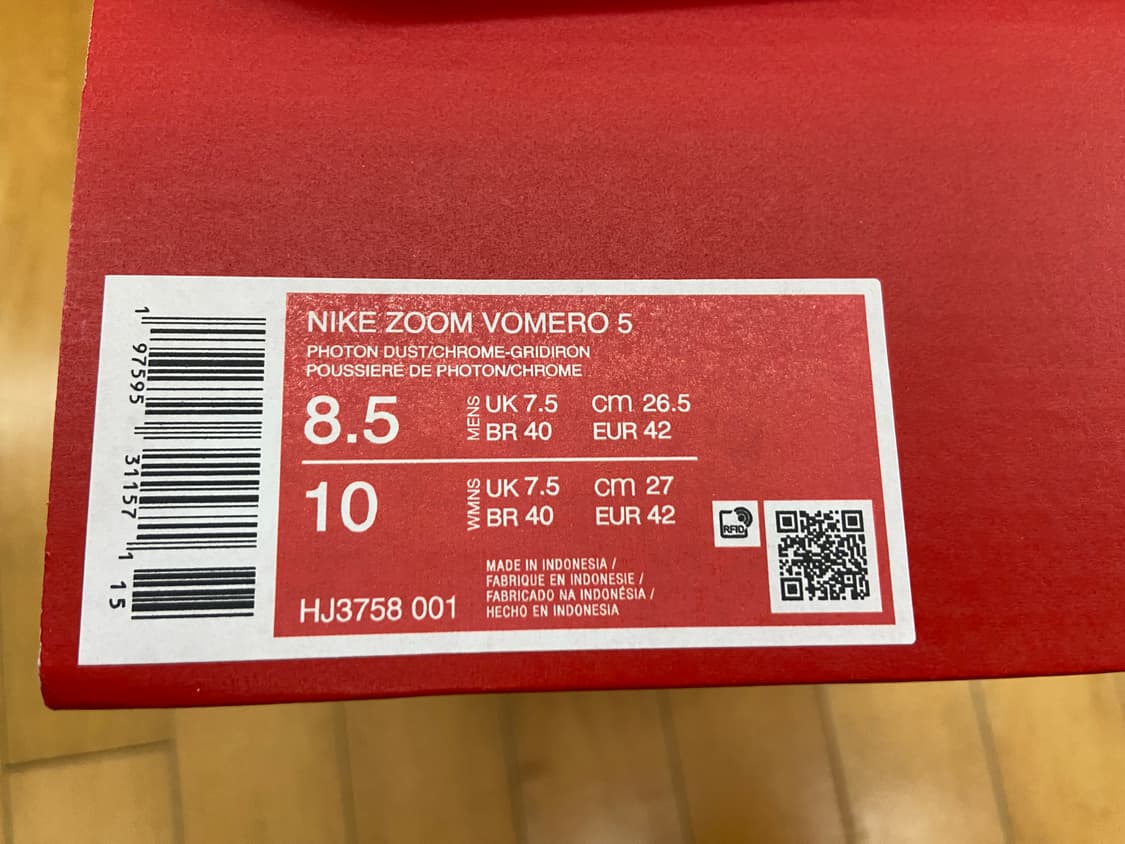 NIKE ZOOM VOMERO 5
PHOTON DUST/CHROME-GRIDIRON
POUSSIERE DE PHOTON/CHROME
8.5 MENS UK 7.5 cm 26.5
BR 40 EUR 42
10 WMNS UK 7.5 cm 27
BR 40 EUR 42
RFID
MADE IN INDONESIA /
FABRIQUE EN INDONESIE /
FABRICADO NA INDONÉSIA /
HECHO EN INDONESIA
HJ3758 001
1 97595 31157 1 15